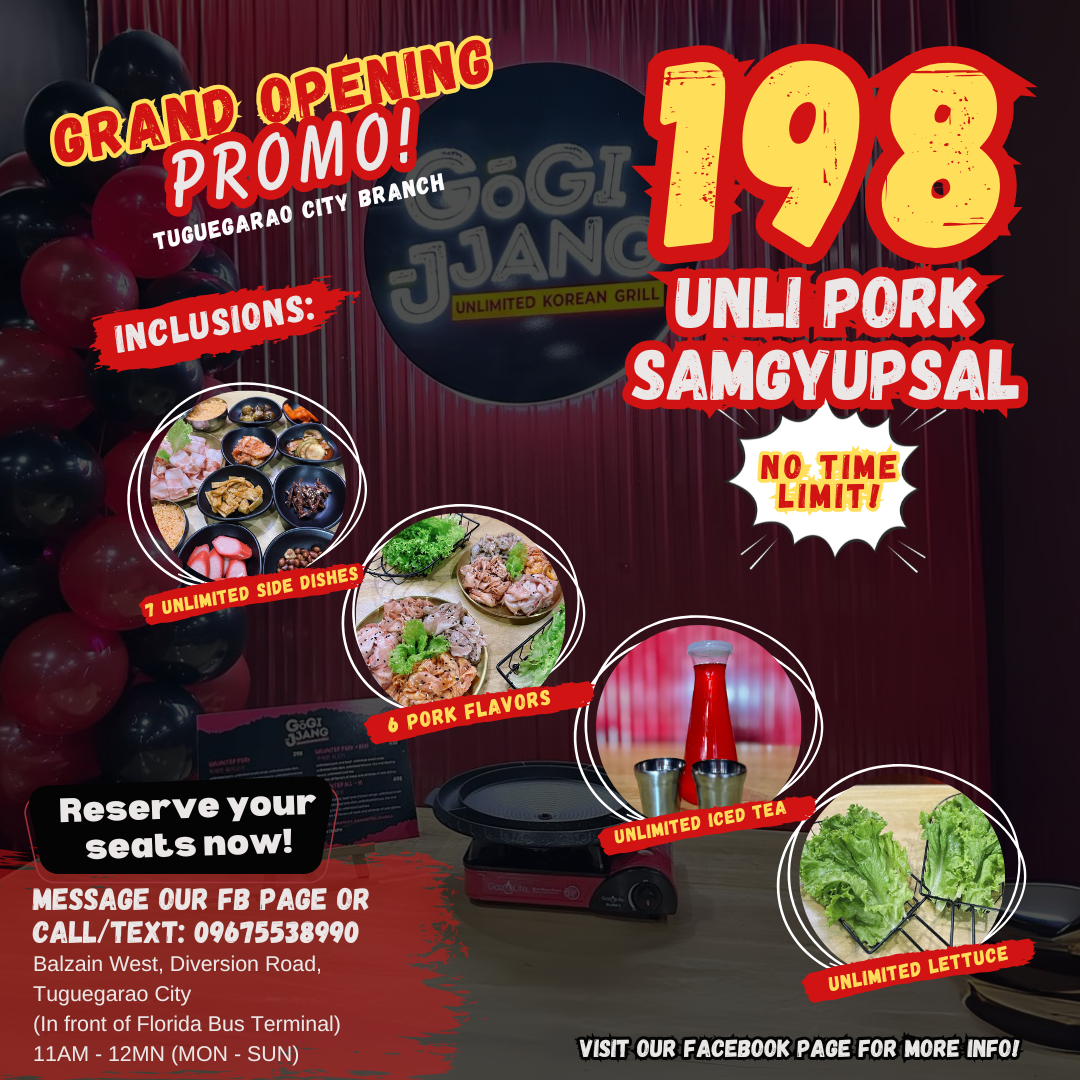 GRAND OPENING
PROMO!
TUGUEGARAO CITY BRANCH
GōGI
JJANG
UNLIMITED KOREAN GRILL
198
UNLI PORK
SAMGYUPSAL
NO TIME
LIMIT!
INCLUSIONS:
7 UNLIMITED SIDE DISHES
6 PORK FLAVORS
UNLIMITED ICED TEA
UNLIMITED LETTUCE
GōGI
JJANG
Reserve your
seats now!
MESSAGE OUR FB PAGE OR
CALL/TEXT: 09675538990
Balzain West, Diversion Road,
Tuguegarao City
(In front of Florida Bus Terminal)
11AM - 12MN (MON - SUN)
VISIT OUR FACEBOOK PAGE FOR MORE INFO!